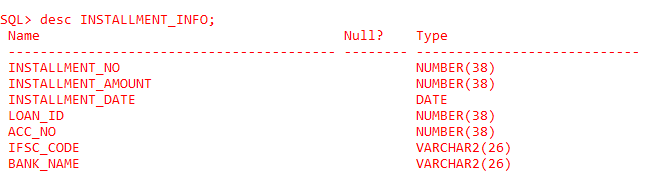 SQL> desc INSTALLMENT_INFO;
Name Null? Type
----------------------------------------- -------- ----------------------------
INSTALLMENT_NO NUMBER(38)
INSTALLMENT_AMOUNT NUMBER(38)
INSTALLMENT_DATE DATE
LOAN_ID NUMBER(38)
ACC_NO NUMBER(38)
IFSC_CODE VARCHAR2(26)
BANK_NAME VARCHAR2(26)